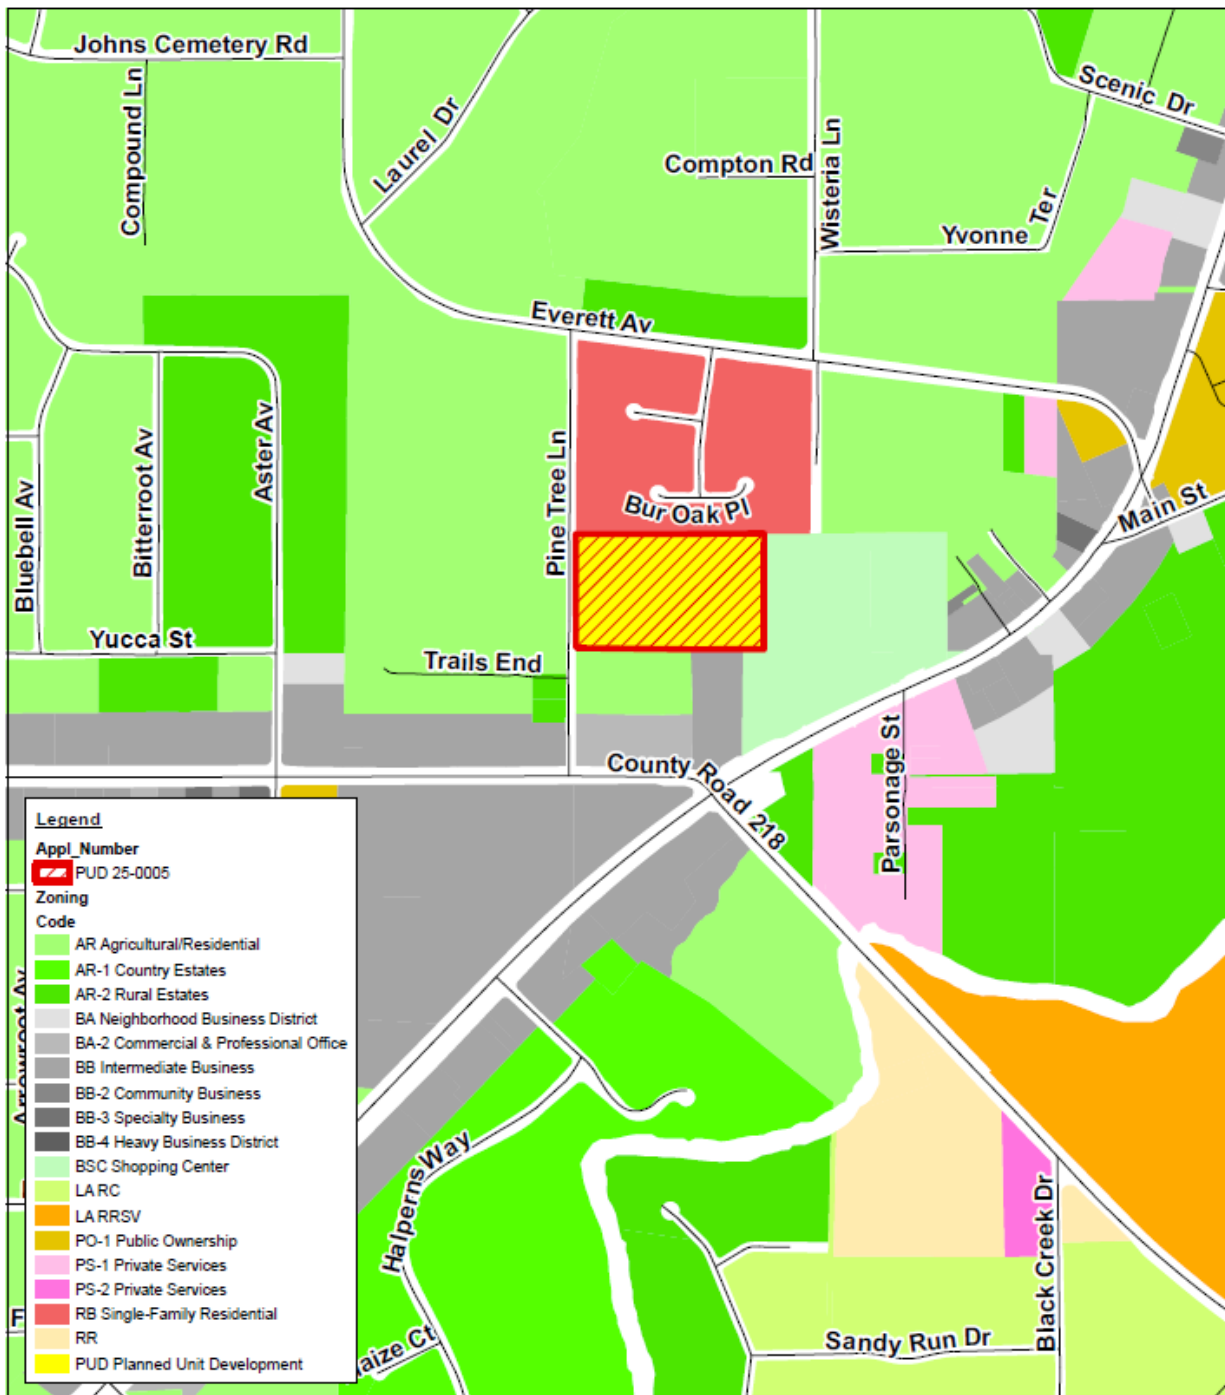 Johns Cemetery Rd
Compound Ln
Laurel Dr
Compton Rd
Wisteria Ln
Scenic Dr
Yvonne Ter
Everett Av
Bluebell Av
Bitterroot Av
Aster Av
Pine Tree Ln
Bur Oak Pl
Main St
Yucca St
Trails End
County Road 218
Parsonage St
Halperns Way
Sandy Run Dr
Black Creek Dr
Legend
Appl_Number
PUD 25-0005
Zoning
Code
AR Agricultural/Residential
AR-1 Country Estates
AR-2 Rural Estates
BA Neighborhood Business District
BA-2 Commercial & Professional Office
BB Intermediate Business
BB-2 Community Business
BB-3 Specialty Business
BB-4 Heavy Business District
BSC Shopping Center
LA RC
LA RRSV
PO-1 Public Ownership
PS-1 Private Services
PS-2 Private Services
RB Single-Family Residential
RR
PUD Planned Unit Development